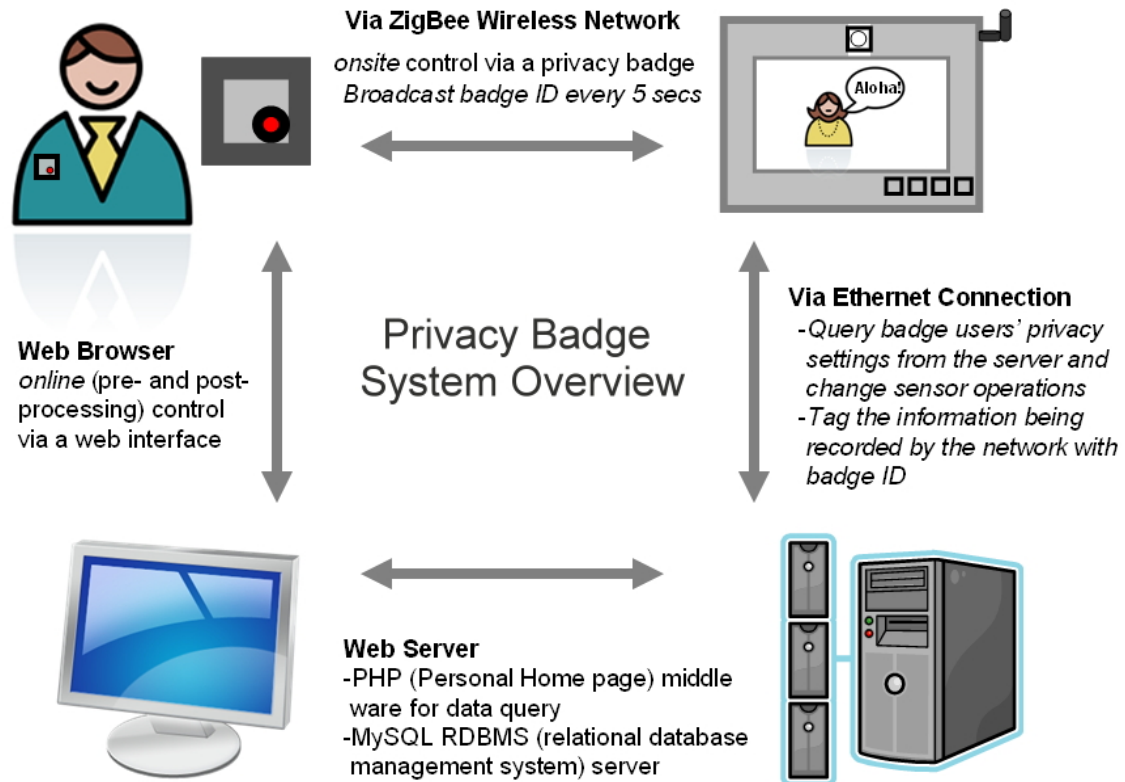 Via ZigBee Wireless Network
onsite control via a privacy badge
Broadcast badge ID every 5 secs
Aloha!
Privacy Badge
System Overview
Via Ethernet Connection
-Query badge users' privacy
settings from the server and
change sensor operations
-Tag the information being
recorded by the network with
badge ID
Web Browser
online (pre- and post-
processing) control
via a web interface
Web Server
-PHP (Personal Home page) middle
ware for data query
-MySQL RDBMS (relational database
management system) server